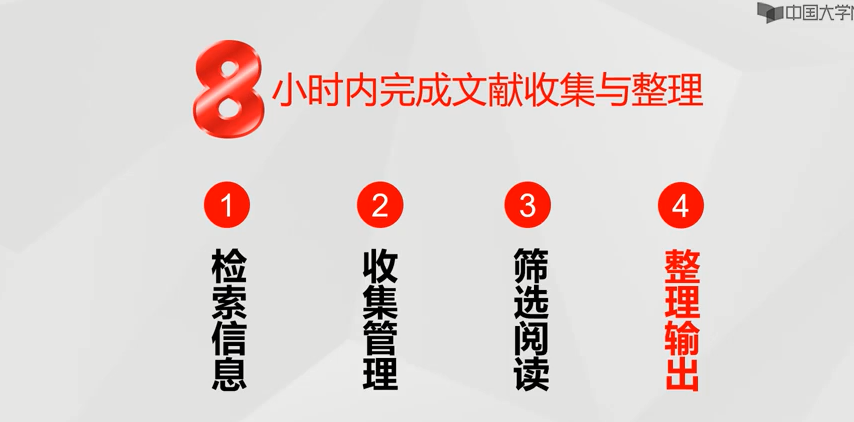 中国大学
8小时内完成文献收集与整理
1
检索信息
2
收集管理
3
筛选阅读
4
整理输出